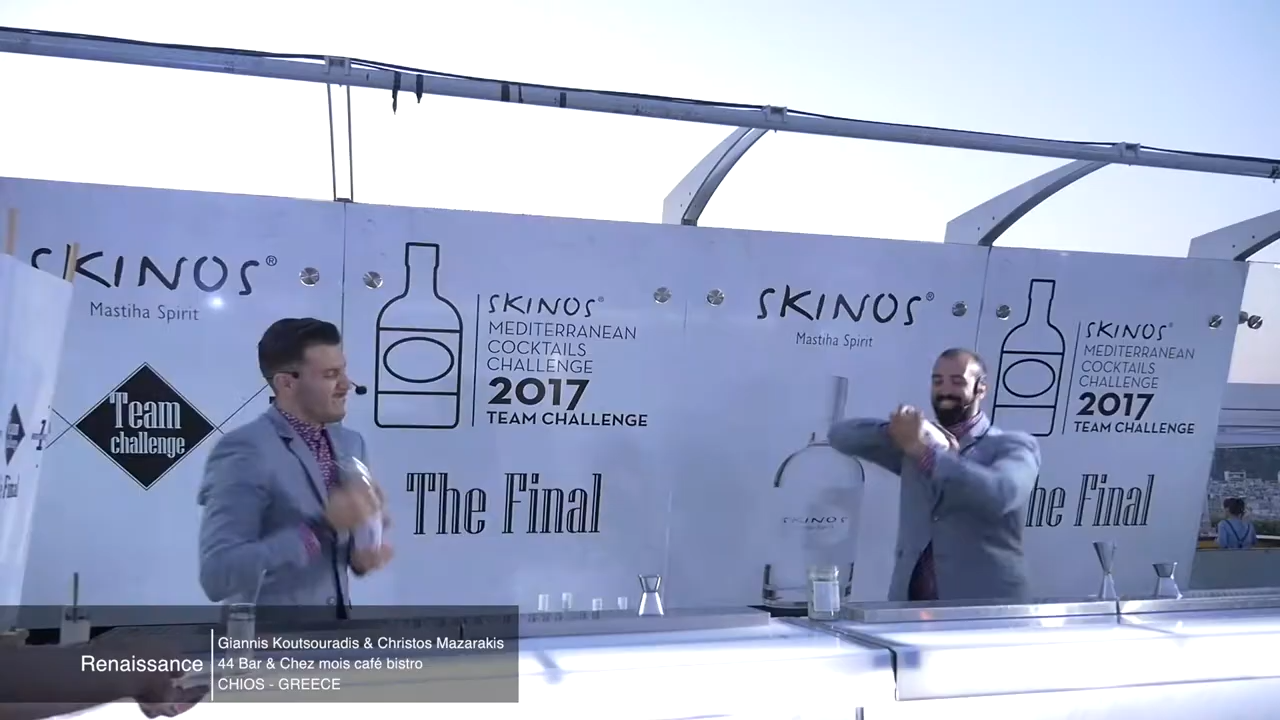 SKINOS®
Mastiha Spirit
Team
challenge
SKINOS®
MEDITERRANEAN
COCKTAILS
CHALLENGE
2017
TEAM CHALLENGE
The Final
SKINOS®
Mastiha Spirit
SKINOS
SKINOS®
MEDITERRANEAN
COCKTAILS
CHALLENGE
2017
TEAM CHALLENGE
he Final
Final
Renaissance
Giannis Koutsouradis & Christos Mazarakis
44 Bar & Chez mois café bistro
CHIOS - GREECE